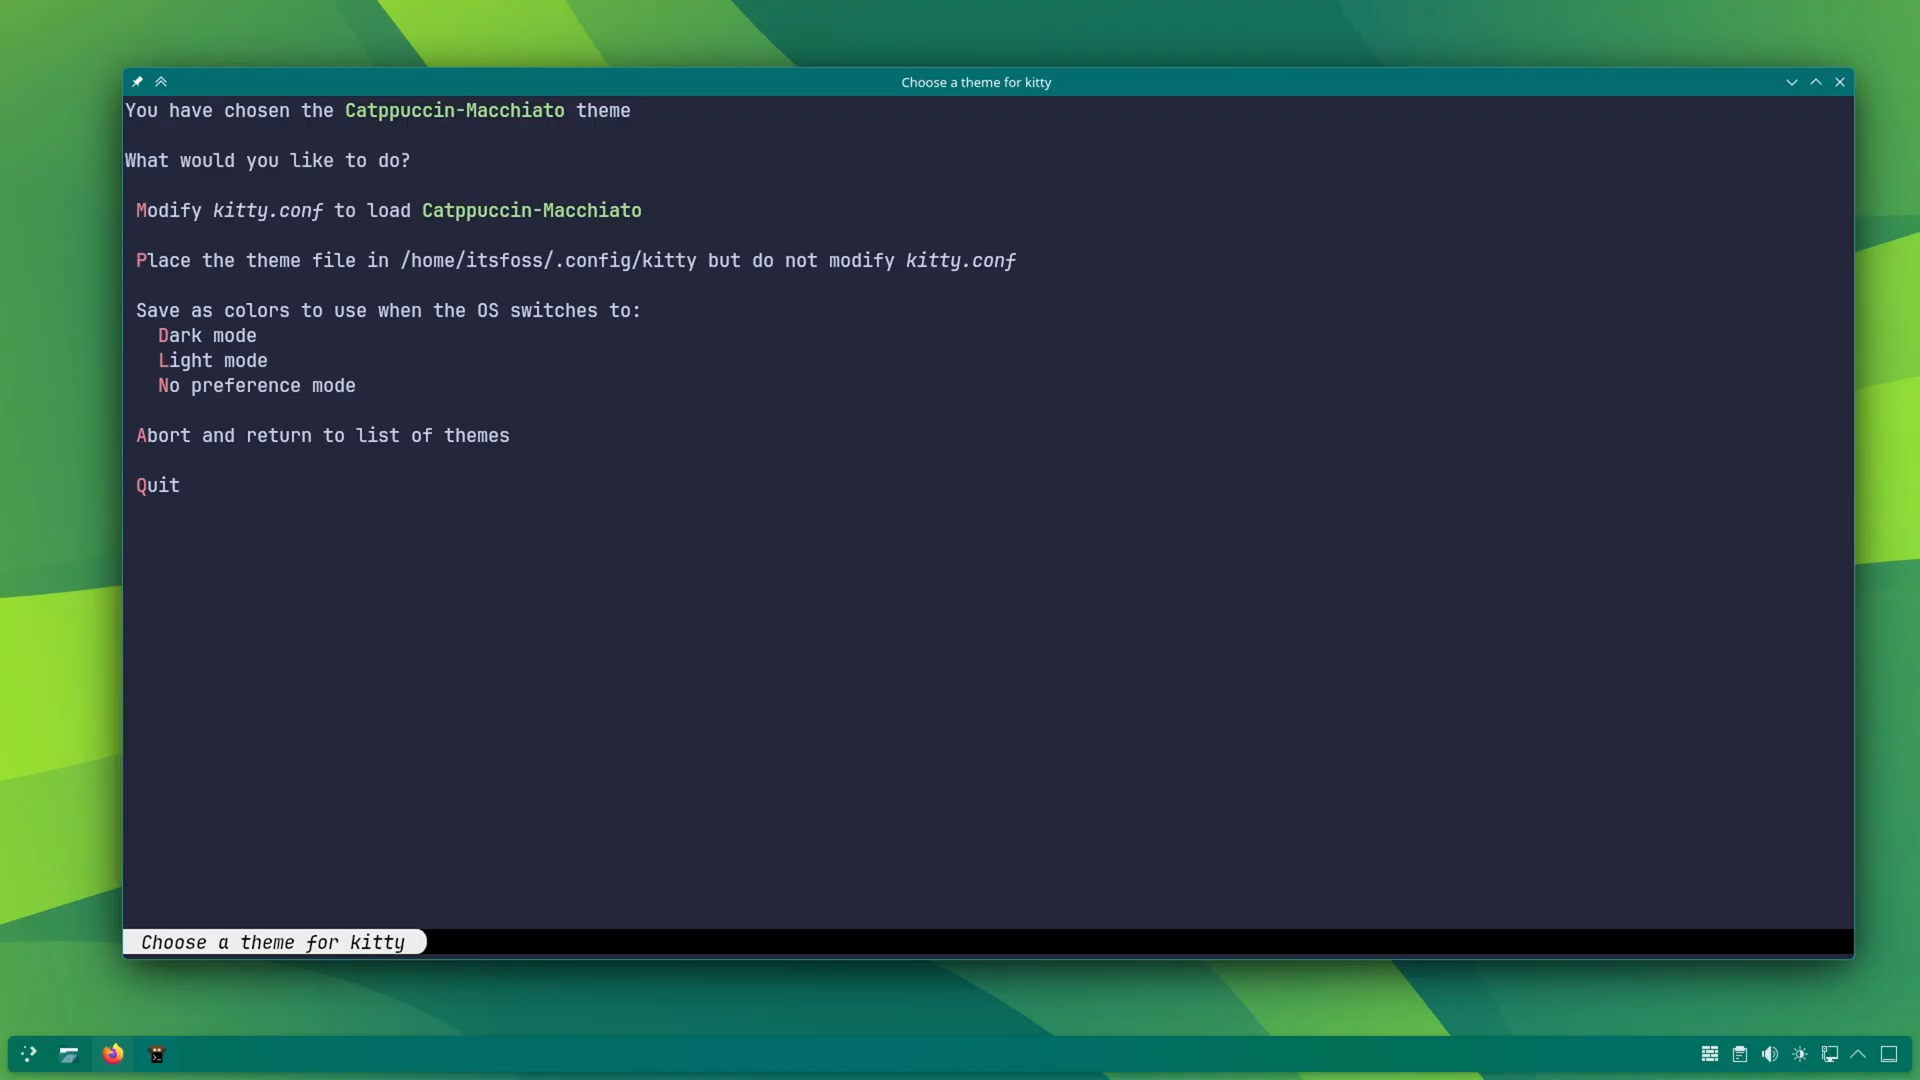 Choose a theme for kitty
You have chosen the Catppuccin-Macchiato theme
What would you like to do?
Modify kitty.conf to load Catppuccin-Macchiato
Place the theme file in /home/itsfoss/.config/kitty but do not modify kitty.conf
Save as colors to use when the OS switches to:
Dark mode
Light mode
No preference mode
Abort and return to list of themes
Quit
Choose a theme for kitty